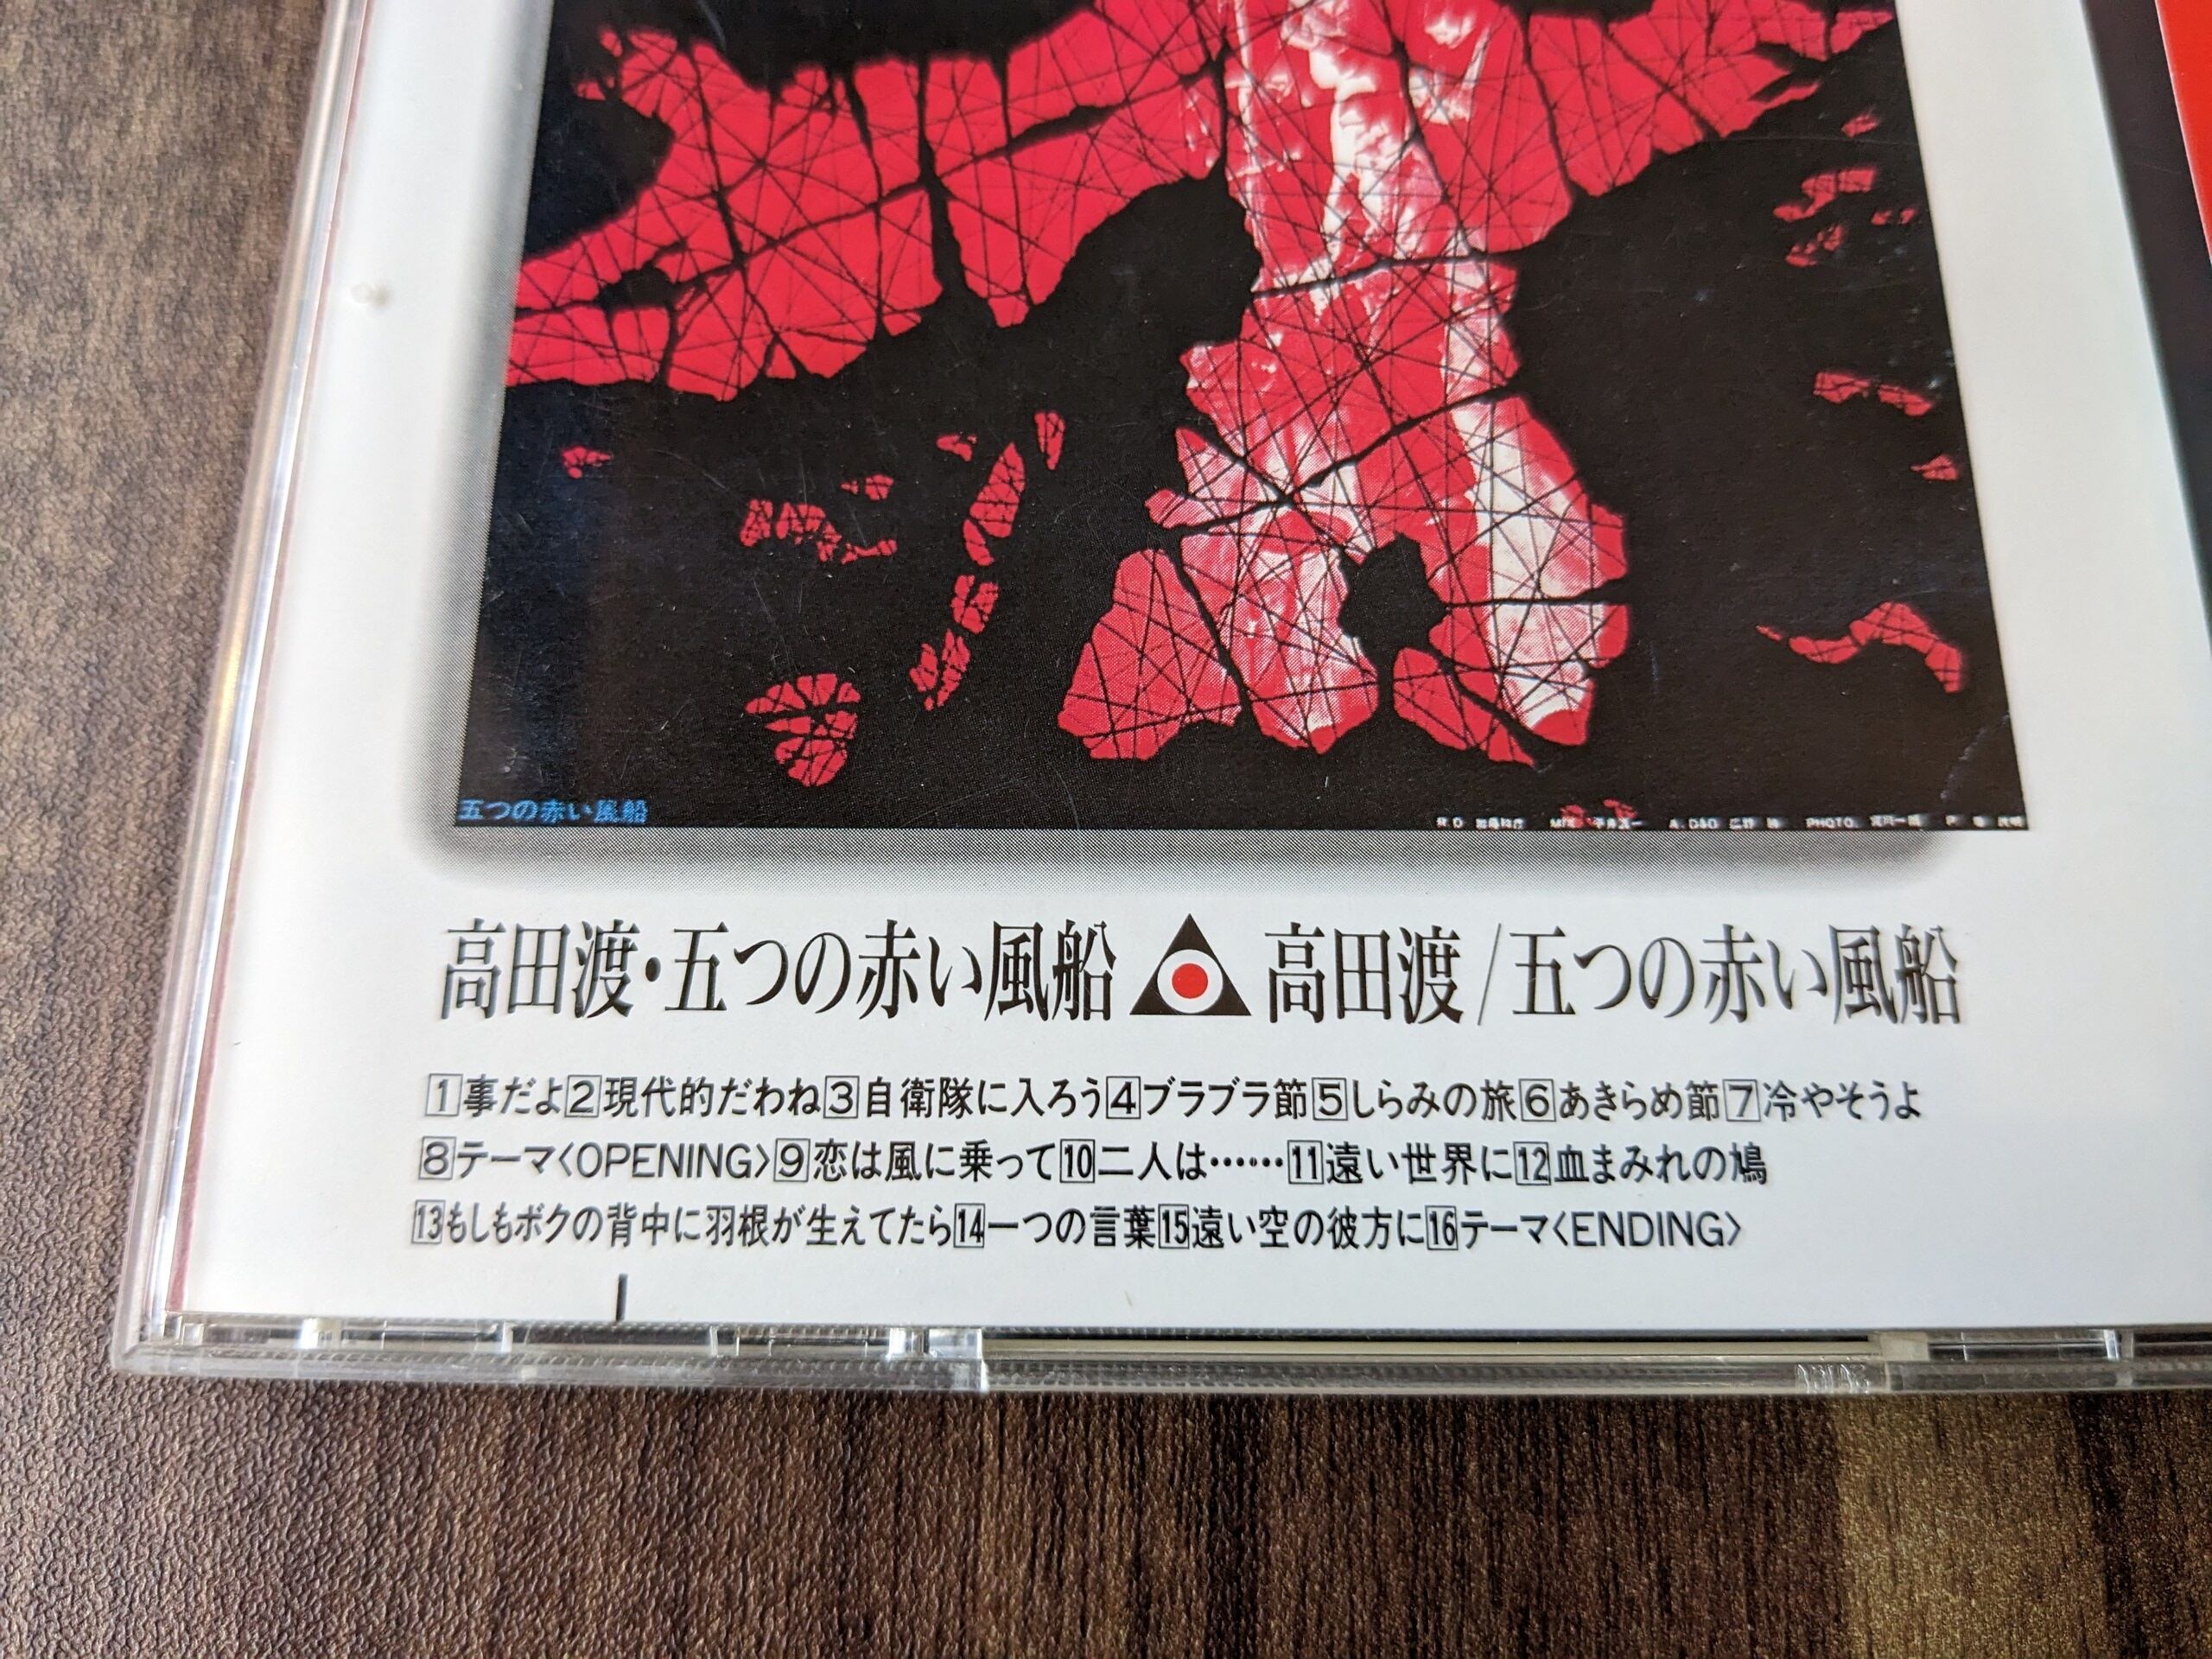 五つの赤い風船
高田渡・五つの赤い風船 高田渡/五つの赤い風船
1事だよ2現代的だわね3自衛隊に入ろう4ブラブラ節5しらみの旅6あきらめ節7冷やそうよ
8テーマ〈OPENING〉9恋は風に乗って10二人は……11遠い世界に12血まみれの鳩
13もしもボクの背中に羽根が生えてたら14一つの言葉15遠い空の彼方に16テーマ〈ENDING〉